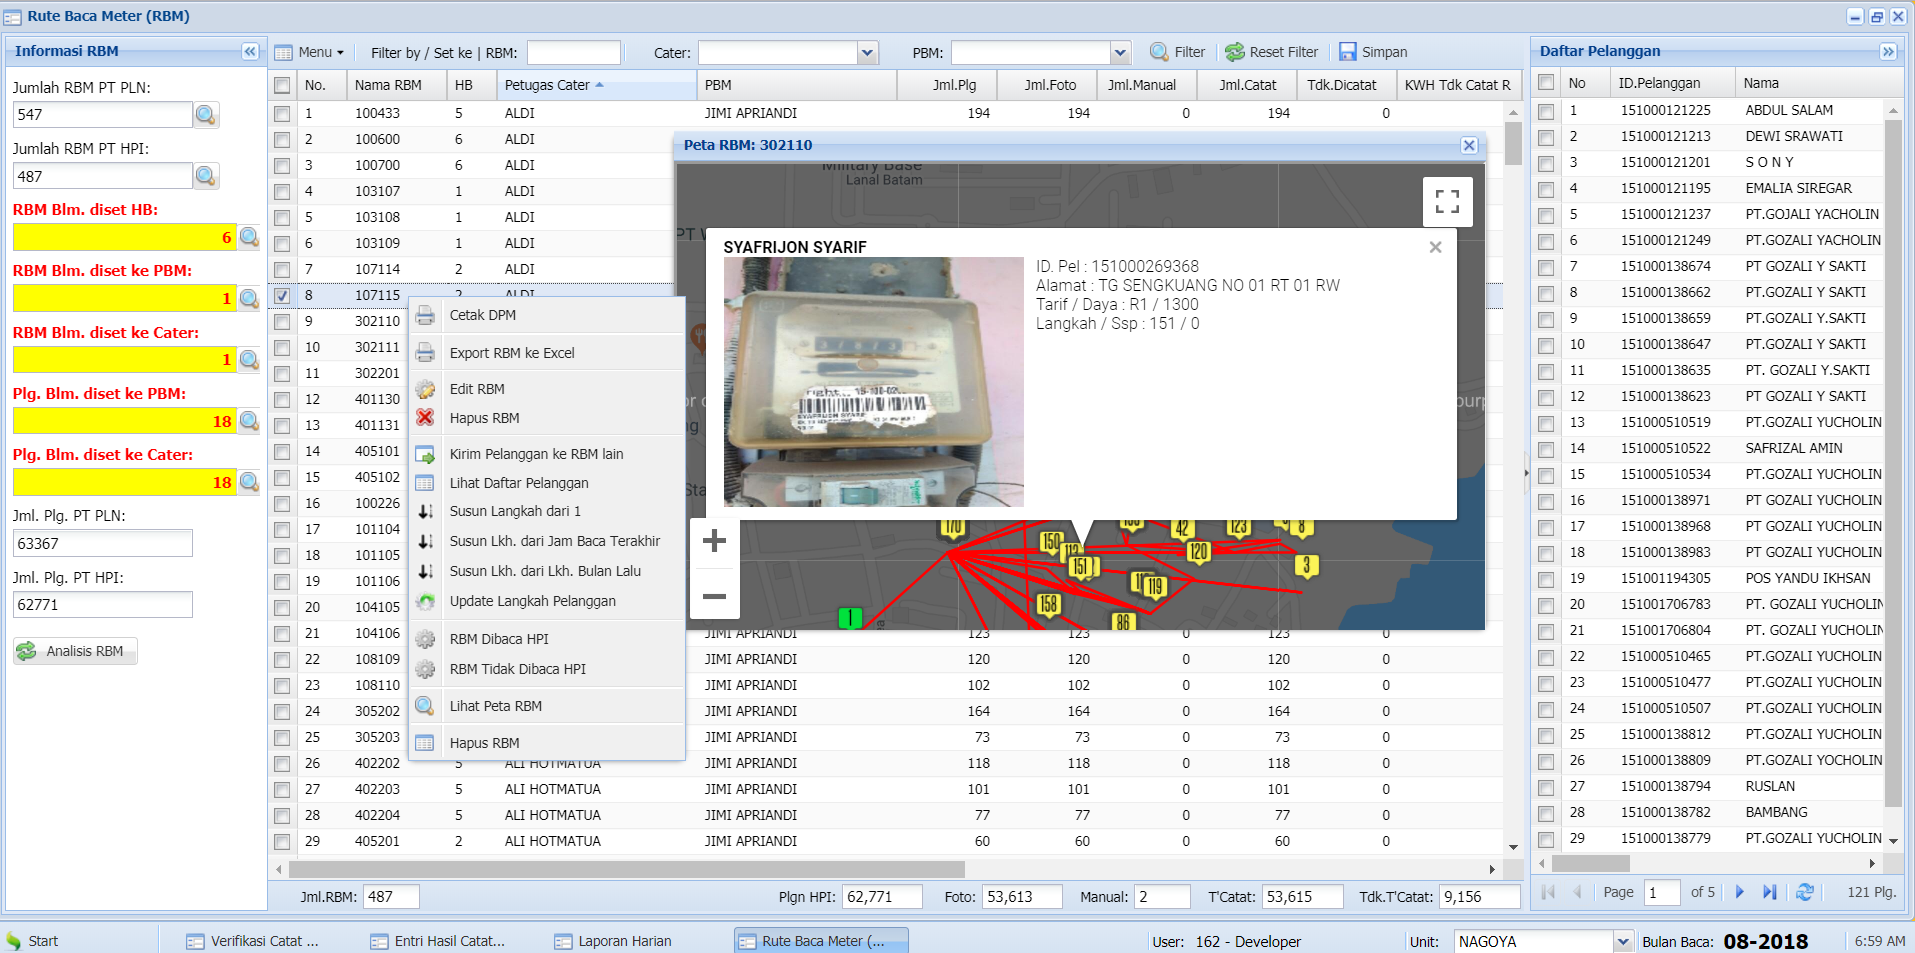 Rute Baca Meter (RBM)
Informasi RBM
Jumlah RBM PT PLN:
547
Jumlah RBM PT HPI:
487
RBM Blm. diset HB:
6
RBM Blm. diset ke PBM:
1
RBM Blm. diset ke Cater:
1
Plg. Blm. diset ke PBM:
18
Plg. Blm. diset ke Cater:
18
Jml. Plg. PT PLN:
63367
Jml. Plg. PT HPI:
62771
Analisis RBM
Menu Filter by / Set ke | RBM: Cater: PBM: Filter Reset Filter Simpan
No. Nama RBM HB Petugas Cater PBM Jml.Plg Jml.Foto Jml.Manual Jml.Catat Tdk.Dicatat KWH Tdk Catat R
1 100433 5 ALDI JIMI APRIANDI 194 194 0 194 0
2 100600 6 ALDI
3 100700 6 ALDI
4 103107 1 ALDI
5 103108 1 ALDI
6 103109 1 ALDI
7 107114 2 ALDI
8 107115 2 ALDI
9 302110
10 302111
11 302201
12 401130
13 401131
14 405101
15 405102
16 100226
17 101104
18 101105
19 101106
20 104105
21 104106 JIMI APRIANDI 123 123 0 123 0
22 108109 JIMI APRIANDI 120 120 0 120 0
23 108110 JIMI APRIANDI 102 102 0 102 0
24 305202 JIMI APRIANDI 164 164 0 164 0
25 305203 JIMI APRIANDI 73 73 0 73 0
26 402202 5 ALI HOTMATUA JIMI APRIANDI 118 118 0 118 0
27 402203 5 ALI HOTMATUA JIMI APRIANDI 101 101 0 101 0
28 402204 5 ALI HOTMATUA JIMI APRIANDI 77 77 0 77 0
29 405201 2 ALI HOTMATUA JIMI APRIANDI 60 60 0 60 0
Jml.RBM: 487 Plgn HPI: 62,771 Foto: 53,613 Manual: 2 T'Catat: 53,615 Tdk.T'Catat: 9,156
Cetak DPM
Export RBM ke Excel
Edit RBM
Hapus RBM
Kirim Pelanggan ke RBM lain
Lihat Daftar Pelanggan
Susun Langkah dari 1
Susun Lkh. dari Jam Baca Terakhir
Susun Lkh. dari Lkh. Bulan Lalu
Update Langkah Pelanggan
RBM Dibaca HPI
RBM Tidak Dibaca HPI
Lihat Peta RBM
Hapus RBM
Peta RBM: 302110
Military Base
Lanal Batam
SYAFRIJON SYARIF
ID. Pel : 151000269368
Alamat : TG SENGKUANG NO 01 RT 01 RW
Tarif / Daya : R1 / 1300
Langkah / Ssp : 151 / 0
SYAFRIJON SYARIF
170 150 42 123 8
151 120 3
119
158
1 86
Daftar Pelanggan
No ID.Pelanggan Nama
1 151000121225 ABDUL SALAM
2 151000121213 DEWI SRAWATI
3 151000121201 S O N Y
4 151000121195 EMALIA SIREGAR
5 151000121237 PT.GOJALI YACHOLIN
6 151000121249 PT.GOZALI YACHOLIN
7 151000138674 PT GOZALI Y SAKTI
8 151000138662 PT GOZALI Y SAKTI
9 151000138659 PT GOZALI Y.SAKTI
10 151000138647 PT.GOZALI Y SAKTI
11 151000138635 PT. GOZALI Y.SAKTI
12 151000138623 PT GOZALI Y SAKTI
13 151000510519 PT.GOZALI YUCHOLIN
14 151000510522 SAFRIZAL AMIN
15 151000510534 PT.GOZALI YUCHOLIN
16 151000138971 PT GOZALI YUCHOLIN
17 151000138968 PT.GOZALI YUCHOLIN
18 151000138983 PT GOZALI YUCHOLIN
19 151001194305 POS YANDU IKHSAN
20 151001706783 PT. GOZALI YUCHOLIN
21 151001706804 PT. GOZALI YUCHOLIN
22 151000510465 PT.GOZALI YUCHOLIN
23 151000510477 PT.GOZALI YUCHOLIN
24 151000510507 PT.GOZALI YUCHOLIN
25 151000138812 PT.GOZALI YUCHOLIN
26 151000138809 PT.GOZALI YOCHOLIN
27 151000138794 RUSLAN
28 151000138782 BAMBANG
29 151000138779 PT.GOZALI YUCHOLIN
Page 1 of 5 121 Plg.
Start Verifikasi Catat ... Entri Hasil Catat... Laporan Harian Rute Baca Meter (... User: 162 - Developer Unit: NAGOYA Bulan Baca: 08-2018 6:59 AM